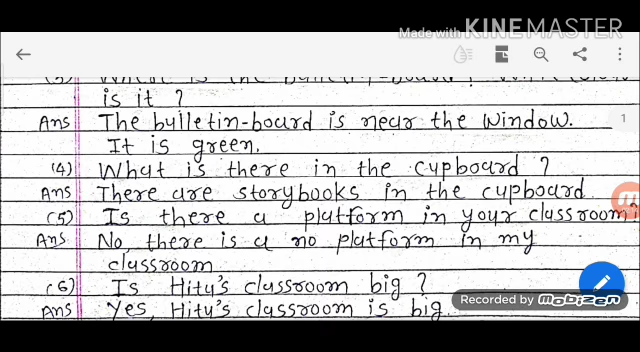 Made with KINEMASTER
is it ?
Ans The bulletin-board is near the window.
It is green.
1
(4) What is there in the cupboard ?
Ans There are storybooks in the cupboard
(5) Is there a platform in your classroom?
Ans No, there is a no platform in my
classroom
(6) Is Hitu's classroom big ?
Ans Yes, Hitu's classroom is big.
Recorded by Mobizen